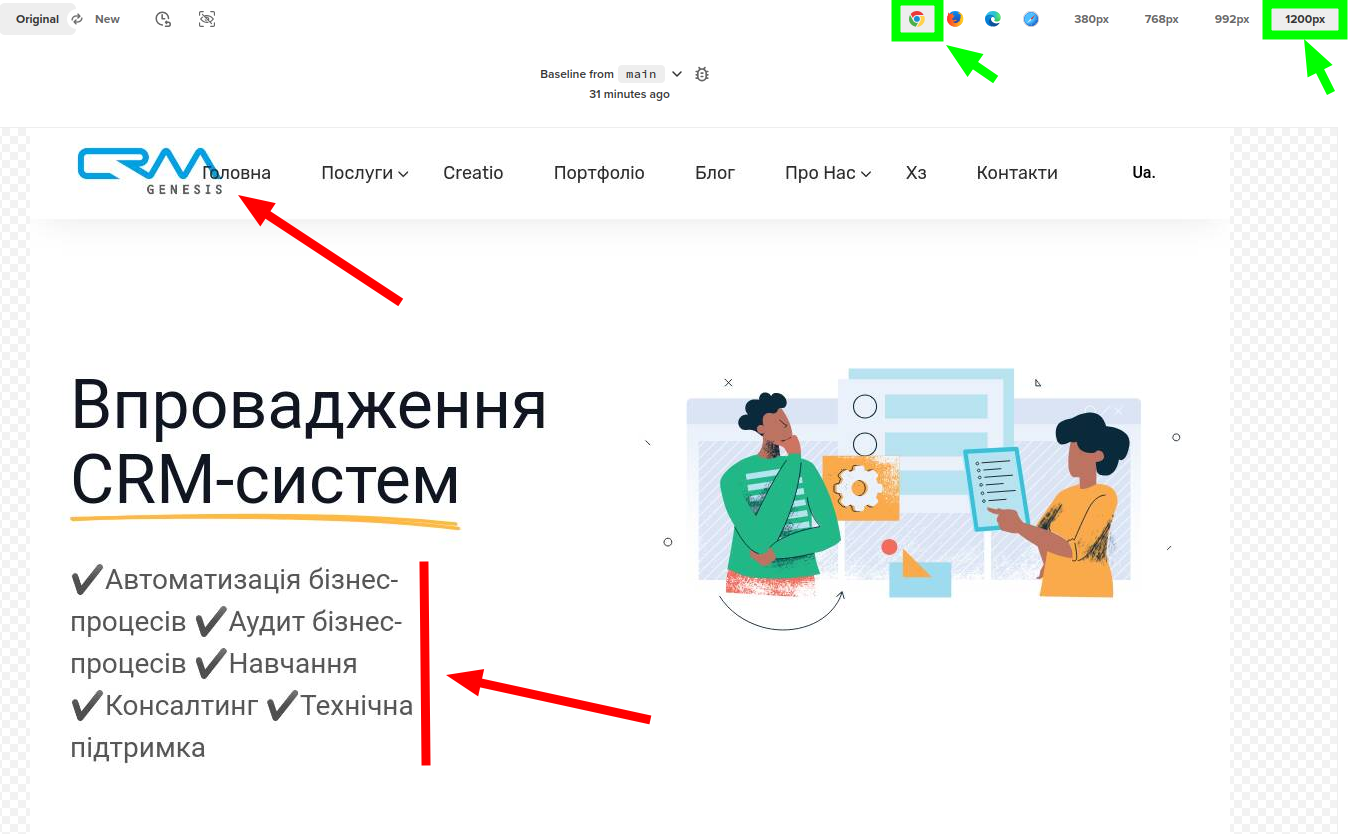 Original New 380px 768px 992px 1200px
Baseline from main
31 minutes ago
CRM
GENESIS
Головна Послуги Creatio Портфоліо Блог Про Нас Хз Контакти Ua.
Впровадження
CRM-систем
✔Автоматизація бізнес-
процесів ✔Аудит бізнес-
процесів ✔Навчання
✔Консалтинг ✔Технічна
підтримка